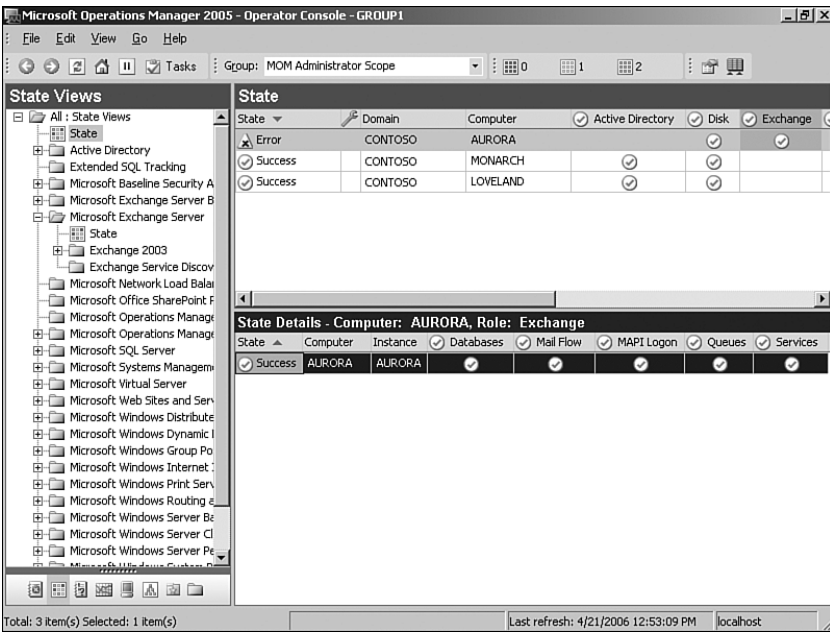 Microsoft Operations Manager 2005 - Operator Console - GROUP1
File Edit View Go Help
Tasks Group: MOM Administrator Scope 0 1 2
State Views
All : State Views
State
Active Directory
Extended SQL Tracking
Microsoft Baseline Security A
Microsoft Exchange Server B
Microsoft Exchange Server
State
Exchange 2003
Exchange Service Discov
Microsoft Network Load Bala
Microsoft Office SharePoint P
Microsoft Operations Manage
Microsoft Operations Manage
Microsoft SQL Server
Microsoft Systems Managem
Microsoft Virtual Server
Microsoft Web Sites and Serv
Microsoft Windows Distribute
Microsoft Windows Dynamic
Microsoft Windows Group Po
Microsoft Windows Internet
Microsoft Windows Print Serv
Microsoft Windows Routing a
Microsoft Windows Server Ba
Microsoft Windows Server Cl
Microsoft Windows Server Pe
State
State Domain Computer Active Directory Disk Exchange
Error CONTOSO AURORA
Success CONTOSO MONARCH
Success CONTOSO LOVELAND
State Details - Computer: AURORA, Role: Exchange
State Computer Instance Databases Mail Flow MAPI Logon Queues Services
Success AURORA AURORA
Total: 3 item(s) Selected: 1 item(s)
Last refresh: 4/21/2006 12:53:09 PM
localhost